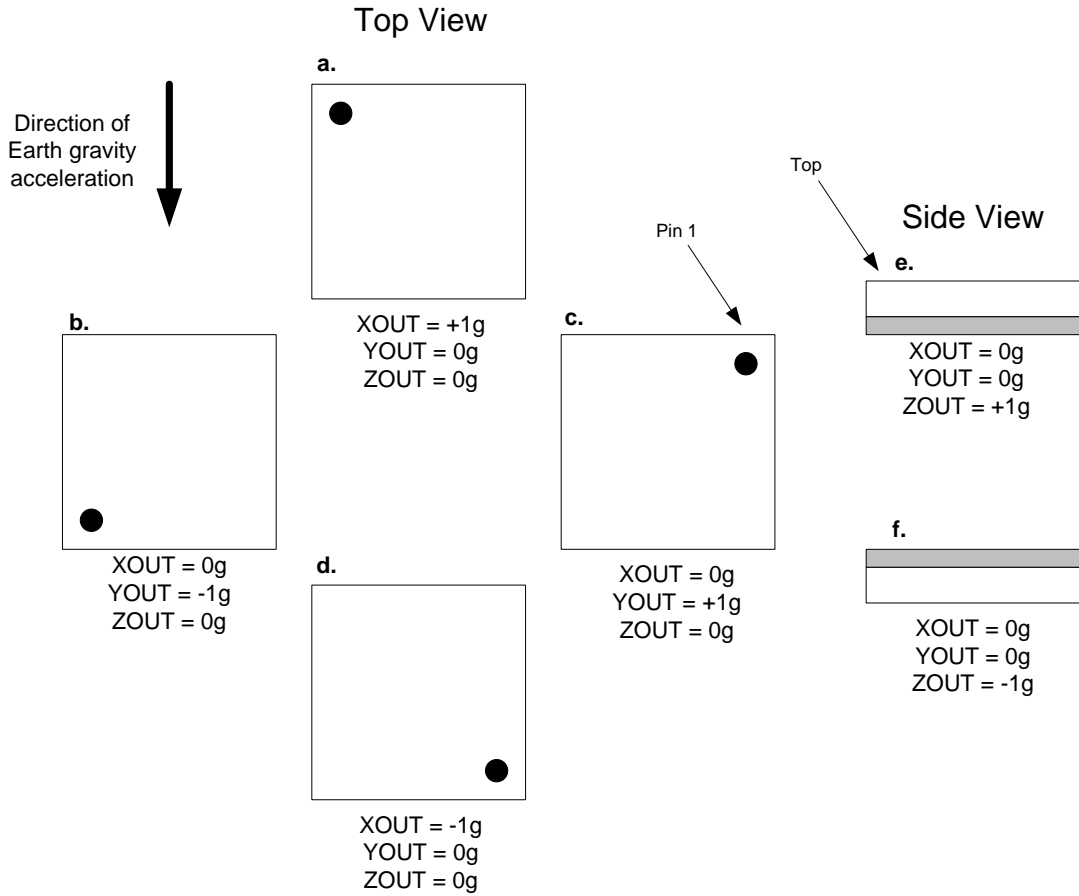 Top View
a.
Direction of
Earth gravity
acceleration
XOUT = +1g
YOUT = 0g
ZOUT = 0g
b.
XOUT = 0g
YOUT = -1g
ZOUT = 0g
Pin 1
c.
XOUT = 0g
YOUT = +1g
ZOUT = 0g
d.
XOUT = -1g
YOUT = 0g
ZOUT = 0g
Top
Side View
e.
XOUT = 0g
YOUT = 0g
ZOUT = +1g
f.
XOUT = 0g
YOUT = 0g
ZOUT = -1g